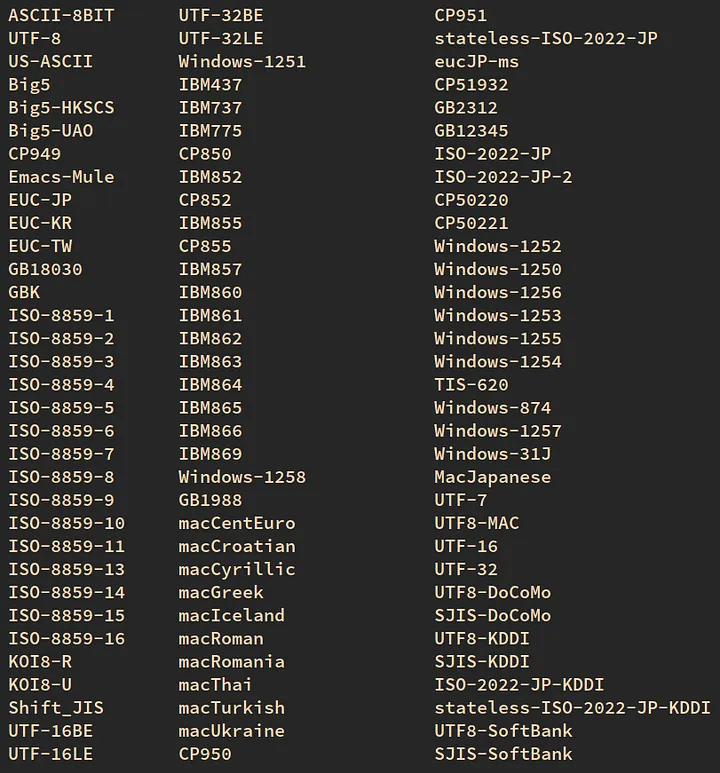 ASCII-8BIT UTF-32BE CP951
UTF-8 UTF-32LE stateless-ISO-2022-JP
US-ASCII Windows-1251 eucJP-ms
Big5 IBM437 CP51932
Big5-HKSCS IBM737 GB2312
Big5-UAO IBM775 GB12345
CP949 CP850 ISO-2022-JP
Emacs-Mule IBM852 ISO-2022-JP-2
EUC-JP CP852 CP50220
EUC-KR IBM855 CP50221
EUC-TW CP855 Windows-1252
GB18030 IBM857 Windows-1250
GBK IBM860 Windows-1256
ISO-8859-1 IBM861 Windows-1253
ISO-8859-2 IBM862 Windows-1255
ISO-8859-3 IBM863 Windows-1254
ISO-8859-4 IBM864 TIS-620
ISO-8859-5 IBM865 Windows-874
ISO-8859-6 IBM866 Windows-1257
ISO-8859-7 IBM869 Windows-31J
ISO-8859-8 Windows-1258 MacJapanese
ISO-8859-9 GB1988 UTF-7
ISO-8859-10 macCentEuro UTF8-MAC
ISO-8859-11 macCroatian UTF-16
ISO-8859-13 macCyrillic UTF-32
ISO-8859-14 macGreek UTF8-DoCoMo
ISO-8859-15 macIceland SJIS-DoCoMo
ISO-8859-16 macRoman UTF8-KDDI
KOI8-R macRomania SJIS-KDDI
KOI8-U macThai ISO-2022-JP-KDDI
Shift_JIS macTurkish stateless-ISO-2022-JP-KDDI
UTF-16BE macUkraine UTF8-SoftBank
UTF-16LE CP950 SJIS-SoftBank